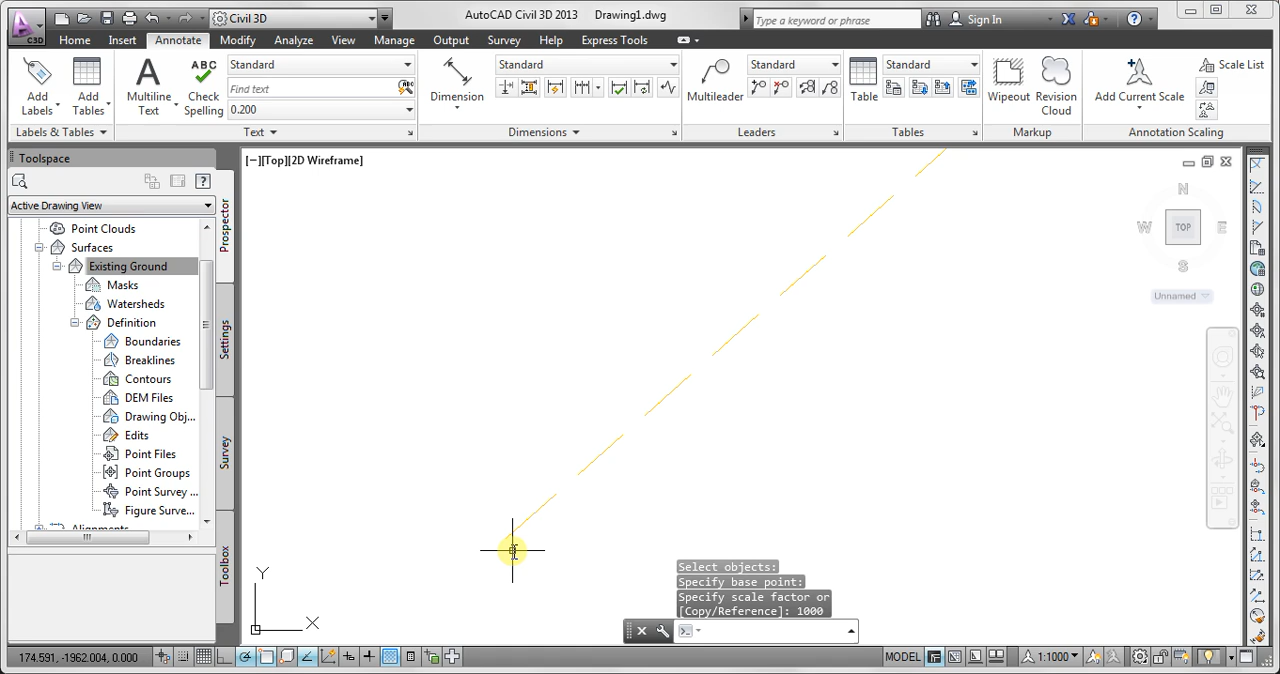 Civil 3D
AutoCAD Civil 3D 2013 Drawing1.dwg
Type a keyword or phrase
Sign In
C3D
Home Insert Annotate Modify Analyze View Manage Output Survey Help Express Tools
Add Labels
Add Tables
Labels & Tables
Multiline Text
Check Spelling
ABC
Standard
Find text
0.200
Text
Dimension
Standard
Dimensions
Multileader
Standard
Leaders
Table
Standard
Tables
Wipeout
Revision Cloud
Markup
Add Current Scale
Scale List
Annotation Scaling
Toolspace
Active Drawing View
Point Clouds
Surfaces
Existing Ground
Masks
Watersheds
Definition
Boundaries
Breaklines
Contours
DEM Files
Drawing Obj...
Edits
Point Files
Point Groups
Point Survey ...
Figure Surve...
Alignments
Prospector
Settings
Survey
Toolbox
[−][Top][2D Wireframe]
N
W TOP E
S
Unnamed
Y
X
Select objects:
Specify base point:
Specify scale factor or
[Copy/Reference]: 1000
174.591, -1962.004, 0.000
MODEL
1:1000